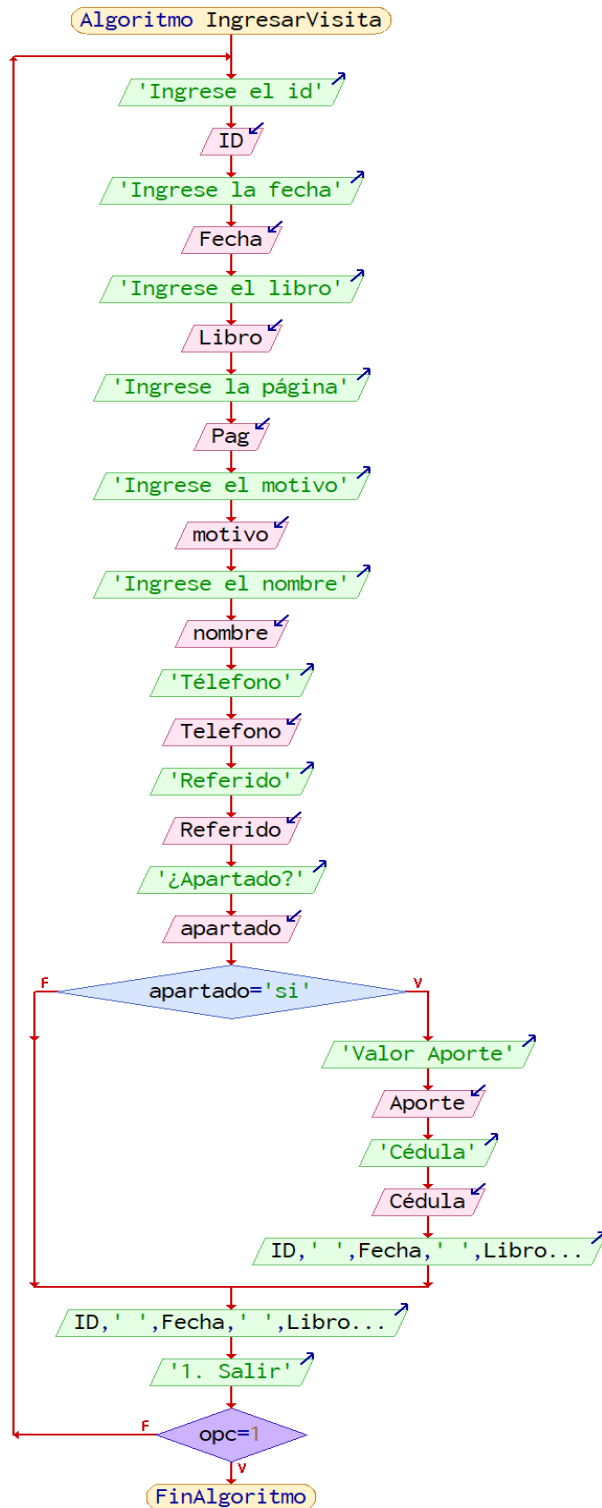 Algoritmo IngresarVisita
'Ingrese el id'
ID
'Ingrese la fecha'
Fecha
'Ingrese el libro'
Libro
'Ingrese la página'
Pag
'Ingrese el motivo'
motivo
'Ingrese el nombre'
nombre
'Télefono'
Telefono
'Referido'
Referido
'¿Apartado?'
apartado
F
V
apartado='si'
'Valor Aporte'
Aporte
'Cédula'
Cédula
ID,' ',Fecha,' ',Libro...
ID,' ',Fecha,' ',Libro...
'1. Salir'
F
opc=1
V
FinAlgoritmo